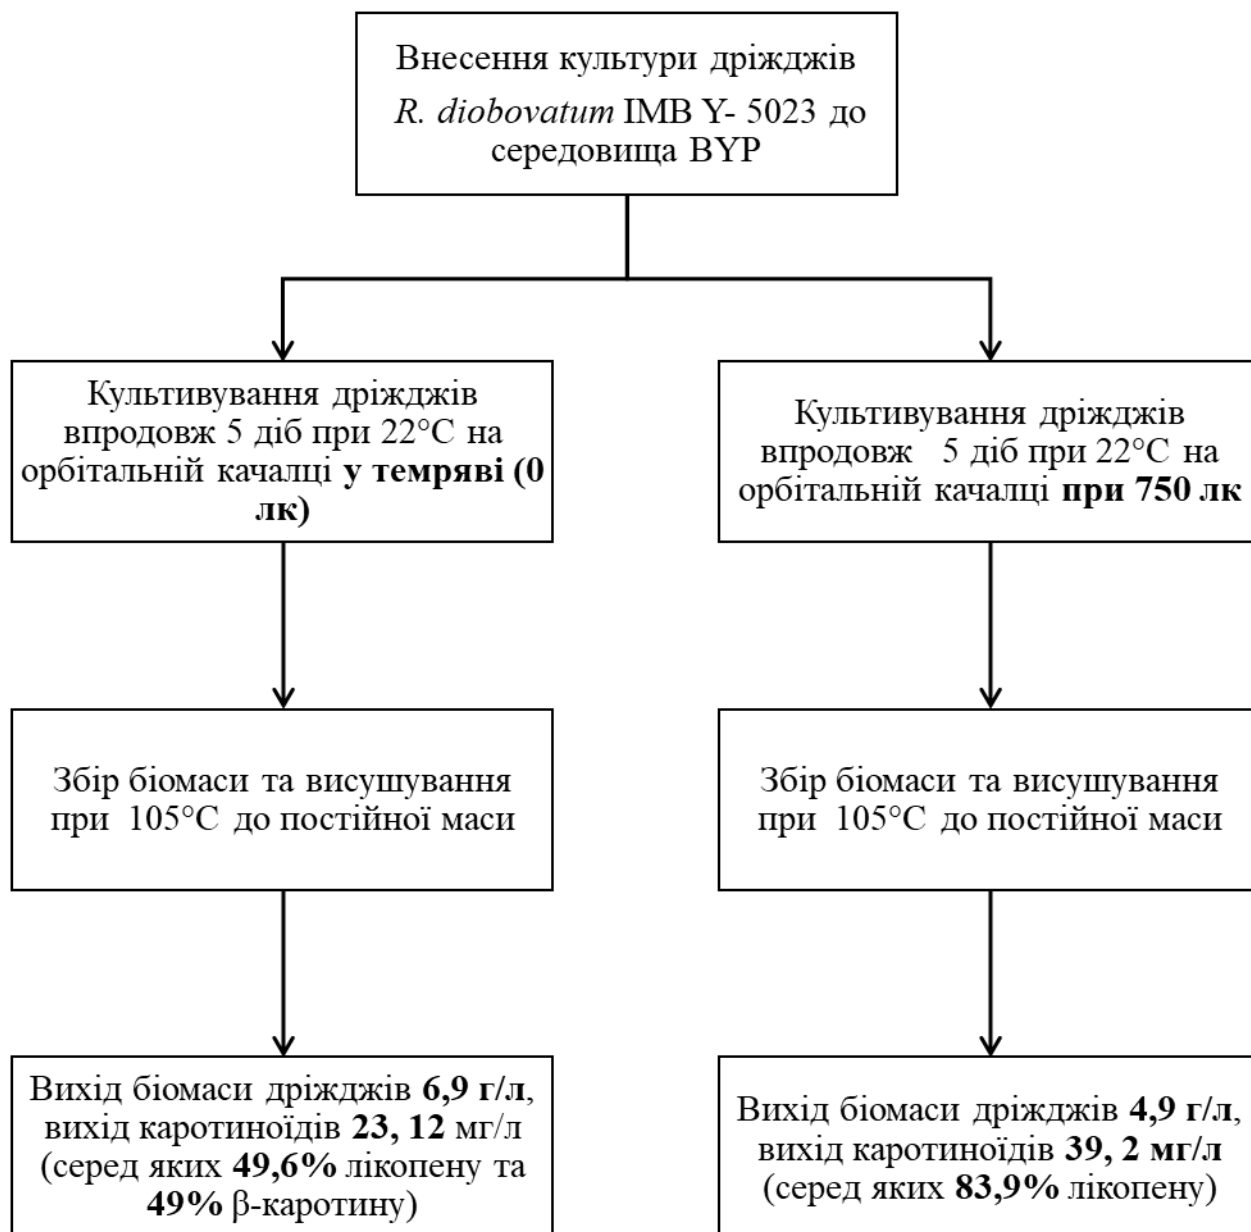 Внесення культури дріжджів
R. diobovatum IMB Y- 5023 до
середовища BYP
Культивування дріжджів
впродовж 5 діб при 22°C на
орбітальній качалці у темряві (0
лк)
Культивування дріжджів
впродовж 5 діб при 22°C на
орбітальній качалці при 750 лк
Збір біомаси та висушування
при 105°C до постійної маси
Збір біомаси та висушування
при 105°C до постійної маси
Вихід біомаси дріжджів 6,9 г/л,
вихід каротиноїдів 23, 12 мг/л
(серед яких 49,6% лікопену та
49% β-каротину)
Вихід біомаси дріжджів 4,9 г/л,
вихід каротиноїдів 39, 2 мг/л
(серед яких 83,9% лікопену)